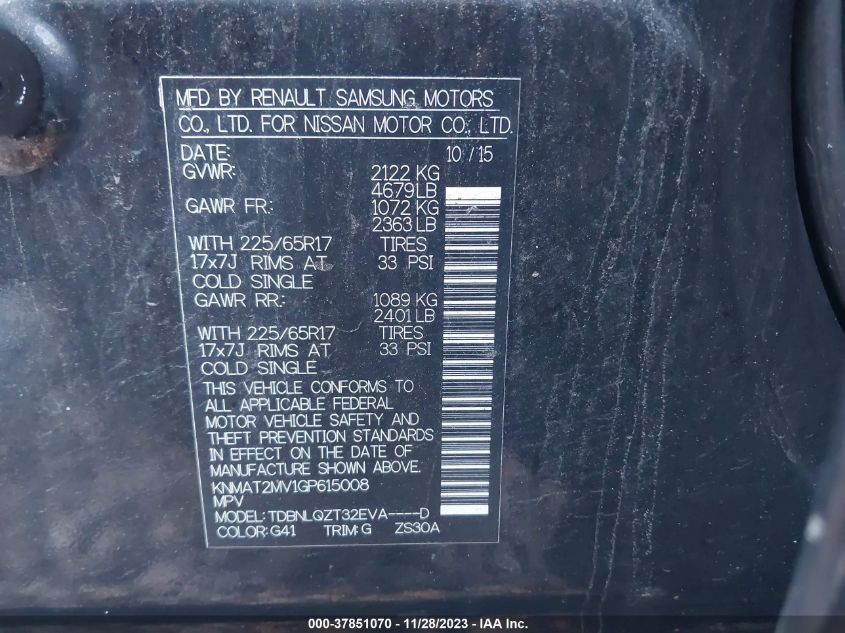 MFD BY RENAULT SAMSUNG MOTORS
CO., LTD. FOR NISSAN MOTOR CO., LTD.
DATE: 10 / 15
GVWR: 2122 KG
4679LB
GAWR FR: 1072 KG
2363 LB
WITH 225/65R17 TIRES
17x7J RIMS AT 33 PSI
COLD SINGLE
GAWR RR: 1089 KG
2401 LB
WITH 225/65R17 TIRES
17x7J RIMS AT 33 PSI
COLD SINGLE
THIS VEHICLE CONFORMS TO
ALL APPLICABLE FEDERAL
MOTOR VEHICLE SAFETY AND
THEFT PREVENTION STANDARDS
IN EFFECT ON THE DATE OF
MANUFACTURE SHOWN ABOVE.
KNMAT2MV1GP615008
MPV
MODEL: TDBNLQZT32EVA----D
COLOR: G41 TRIM: G ZS30A
000-37851070 - 11/28/2023 - IAA Inc.